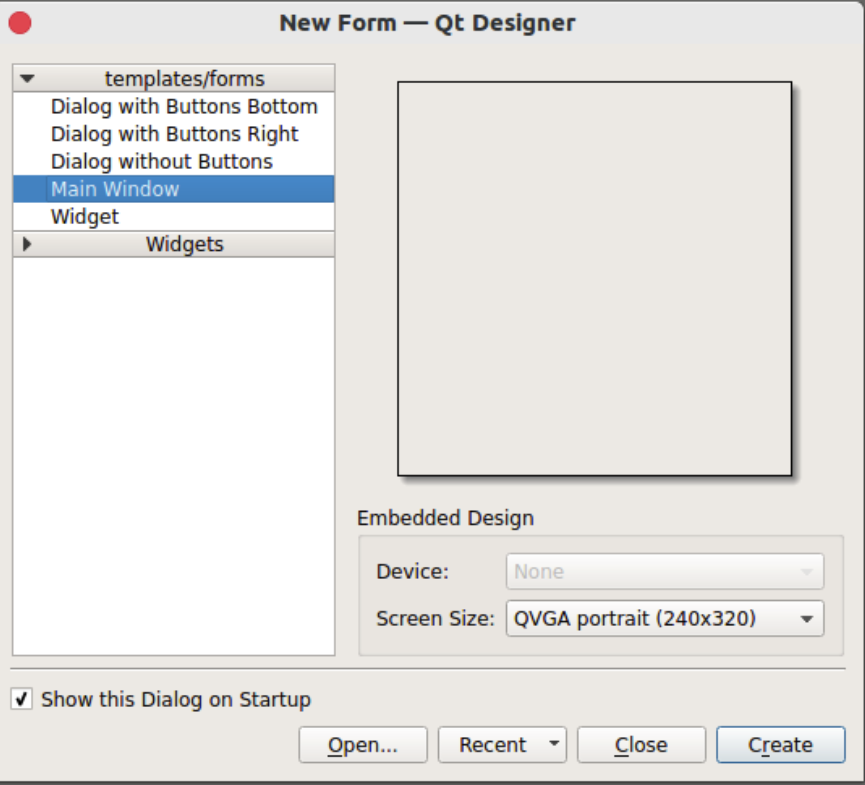 New Form — Qt Designer
templates/forms
Dialog with Buttons Bottom
Dialog with Buttons Right
Dialog without Buttons
Main Window
Widget
Widgets
Embedded Design
Device: None
Screen Size: QVGA portrait (240x320)
Show this Dialog on Startup
Open... Recent Close Create